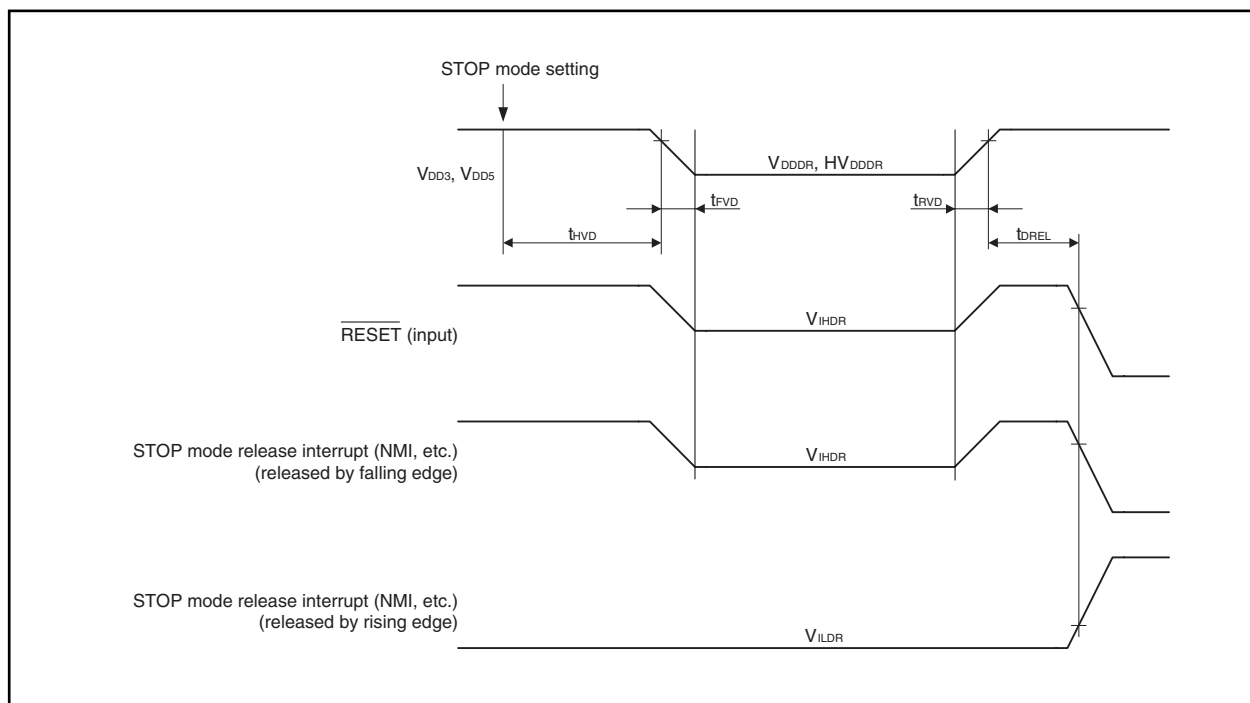 STOP mode setting
VDD3, VDD5
VDDDR, HVDDDR
tFVD
tRVD
tHVD
tDREL
RESET (input)
VIHDR
STOP mode release interrupt (NMI, etc.)
(released by falling edge)
VIHDR
STOP mode release interrupt (NMI, etc.)
(released by rising edge)
VILDR